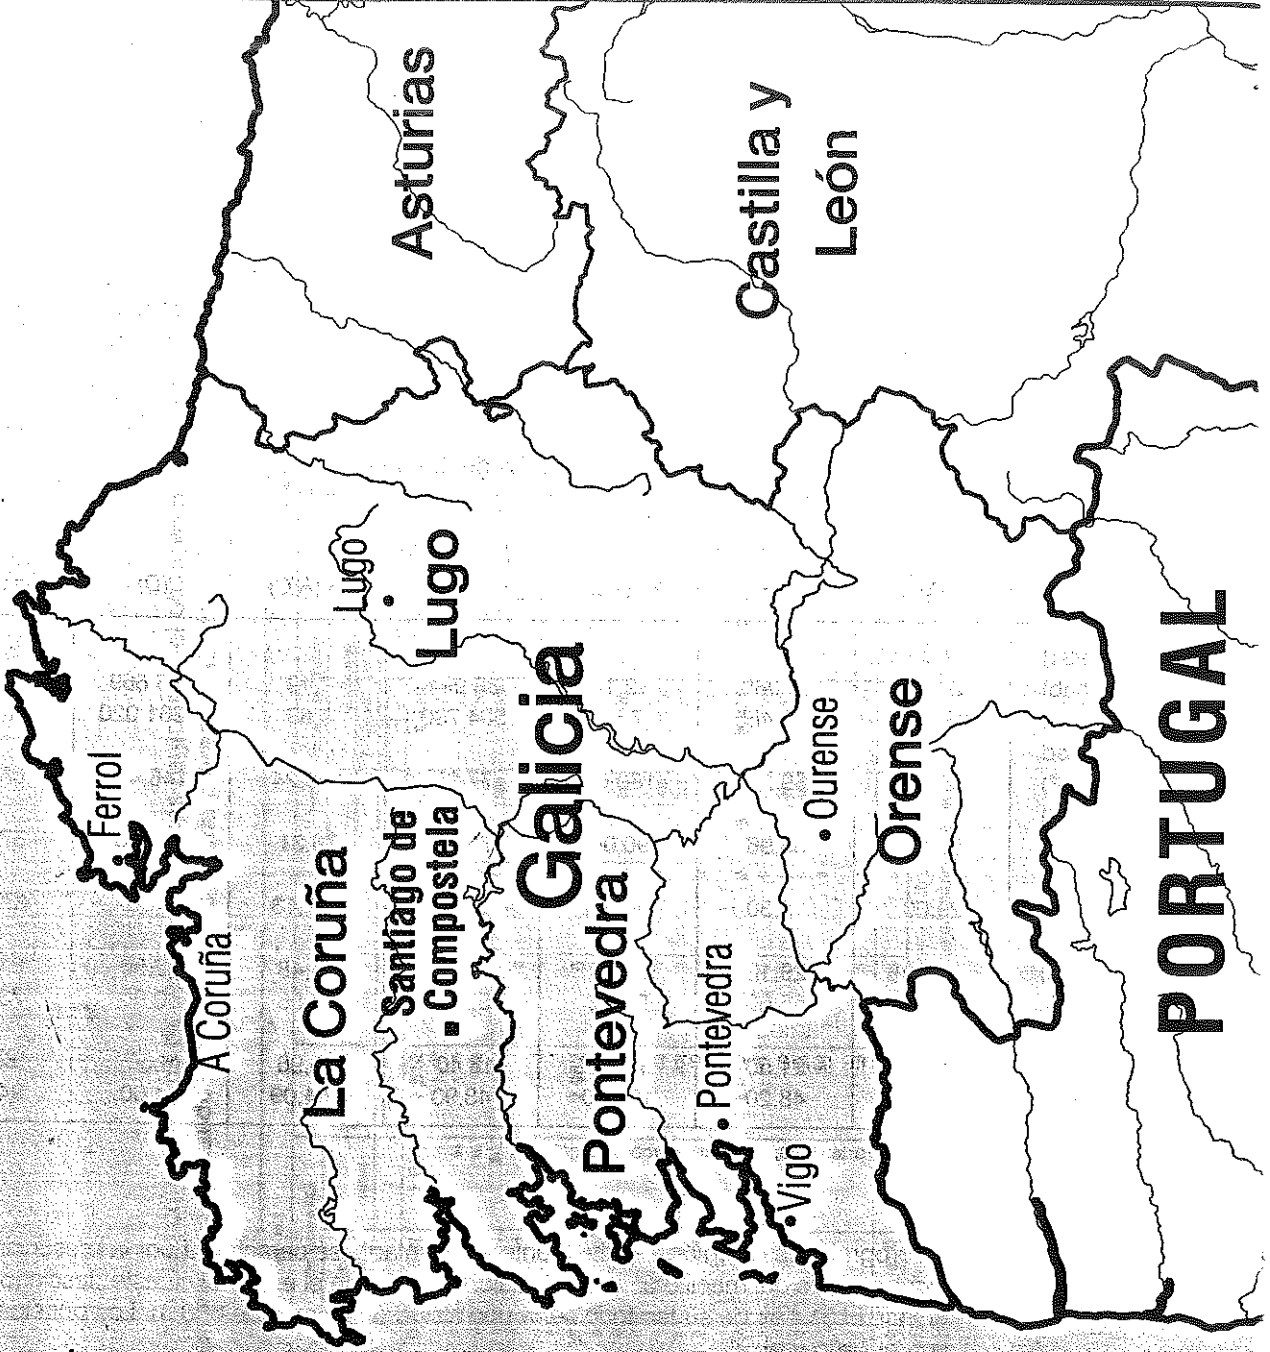 Asturias
Castilla y
León
Lugo
Lugo
Galicia
Ferrol
A Coruña
La Coruña
Santiago de
Compostela
Pontevedra
Pontevedra
Vigo
Ourense
Orense
PORTUGAL